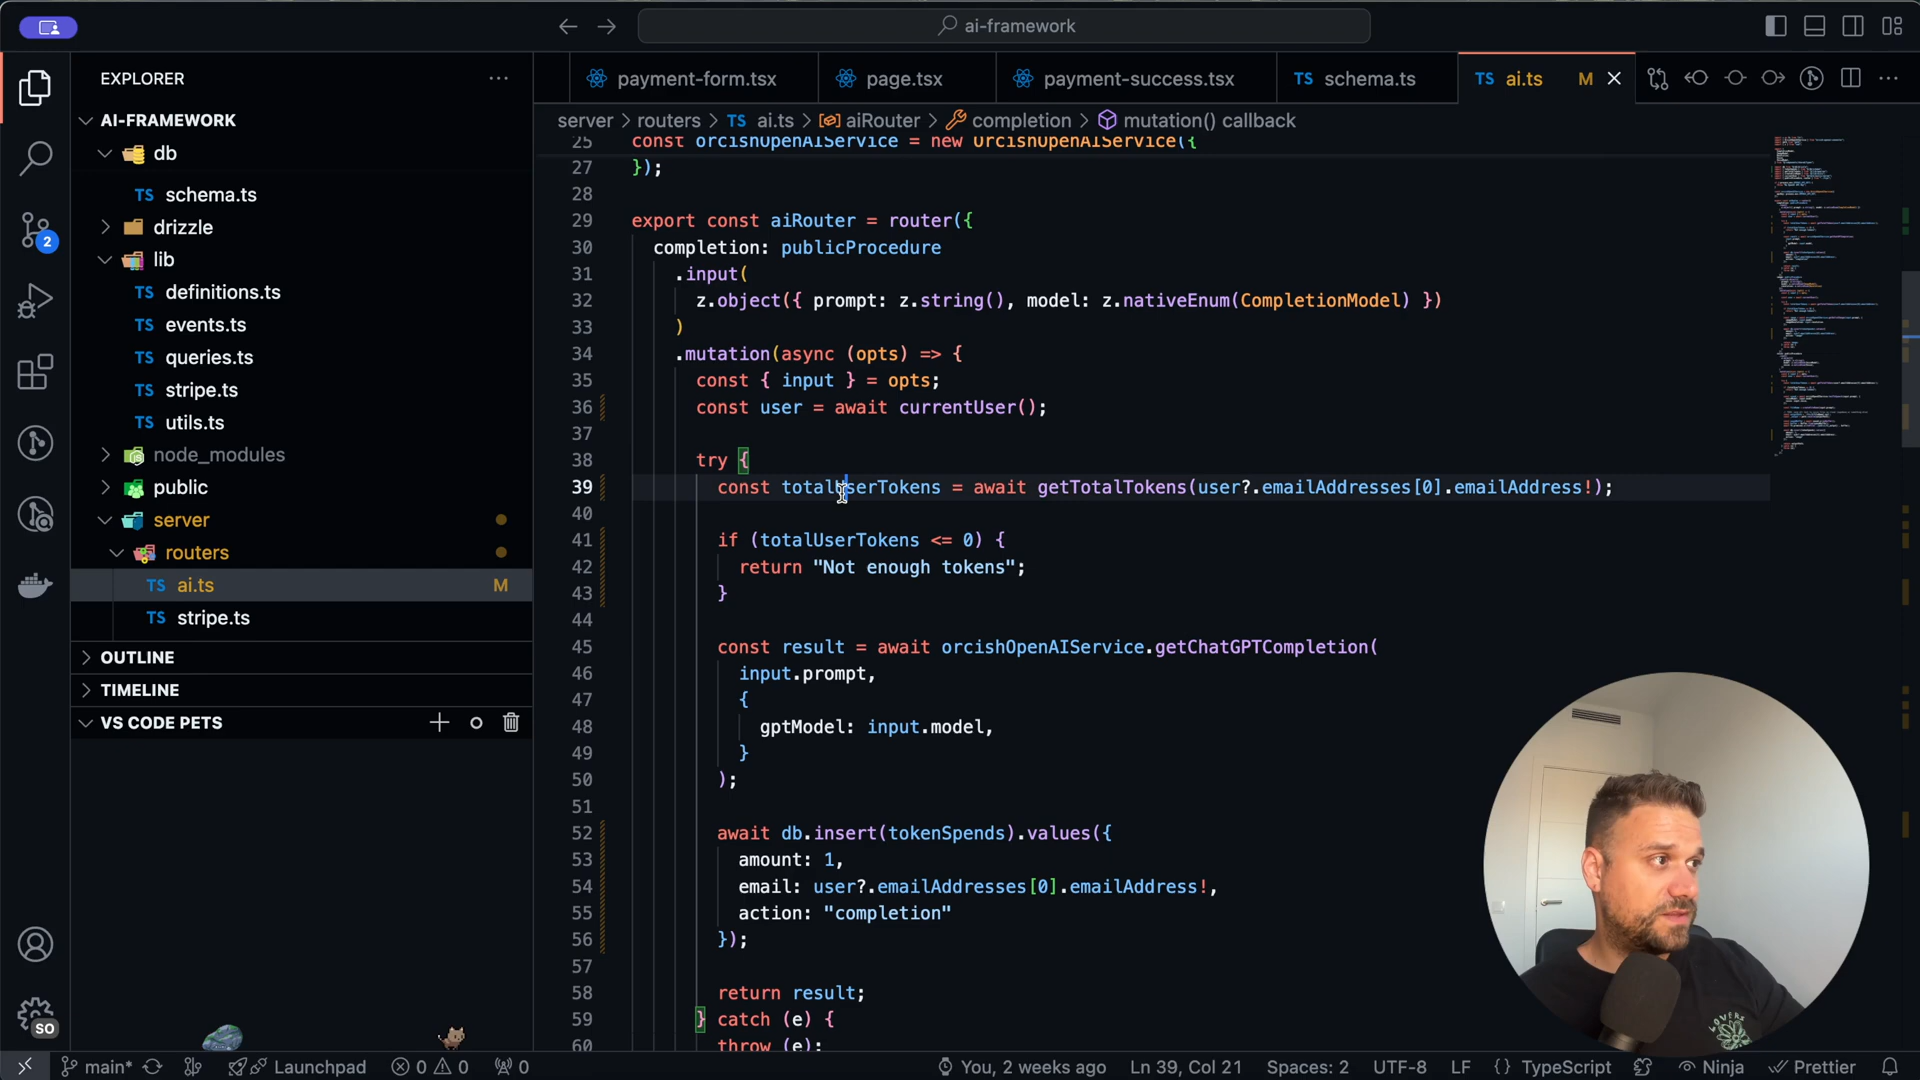 ai-framework
EXPLORER
AI-FRAMEWORK
db
TS schema.ts
drizzle
lib
TS definitions.ts
TS events.ts
TS queries.ts
TS stripe.ts
TS utils.ts
node_modules
public
server
routers
TS ai.ts M
TS stripe.ts
OUTLINE
TIMELINE
VS CODE PETS
2
SO
payment-form.tsx
page.tsx
payment-success.tsx
TS schema.ts
TS ai.ts M
server > routers > TS ai.ts > aiRouter > completion > mutation() callback
25 const orcishOpenAIService = new OrcishOpenAIService({
27 });
28
29 export const aiRouter = router({
30 completion: publicProcedure
31 .input(
32 z.object({ prompt: z.string(), model: z.nativeEnum(CompletionModel) })
33 )
34 .mutation(async (opts) => {
35 const { input } = opts;
36 const user = await currentUser();
37
38 try {
39 const totalUserTokens = await getTotalTokens(user?.emailAddresses[0].emailAddress!);
40
41 if (totalUserTokens <= 0) {
42 return "Not enough tokens";
43 }
44
45 const result = await orcishOpenAIService.getChatGPTCompletion(
46 input.prompt,
47 {
48 gptModel: input.model,
49 }
50 );
51
52 await db.insert(tokenSpends).values({
53 amount: 1,
54 email: user?.emailAddresses[0].emailAddress!,
55 action: "completion"
56 });
57
58 return result;
59 } catch (e) {
60 throw (e);
main* Launchpad 0 0 0 You, 2 weeks ago Ln 39, Col 21 Spaces: 2 UTF-8 LF {} TypeScript Ninja Prettier